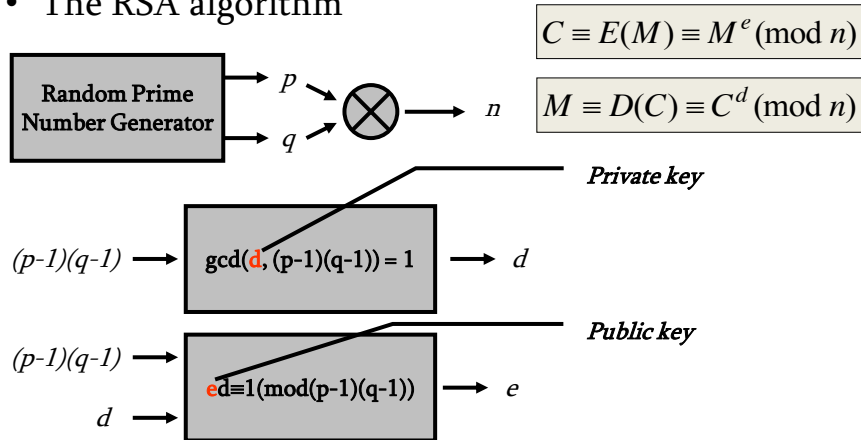 • The RSA algorithm
C ≡ E(M) ≡ M^e (mod n)
M ≡ D(C) ≡ C^d (mod n)
Random Prime
Number Generator
p
q
n
Private key
(p-1)(q-1)
gcd(d, (p-1)(q-1)) = 1
d
Public key
(p-1)(q-1)
d
ed≡1(mod(p-1)(q-1))
e